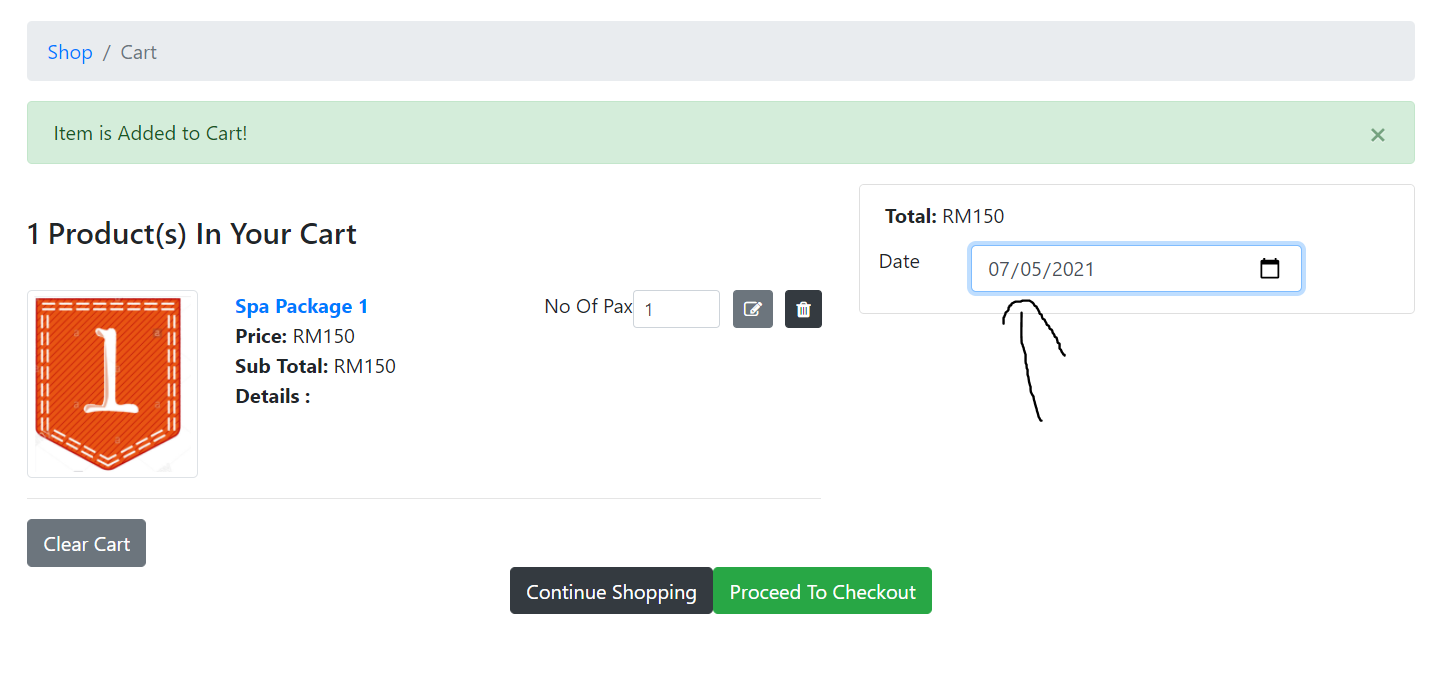 Shop / Cart
Item is Added to Cart! ×
1 Product(s) In Your Cart
1
Spa Package 1
Price: RM150
Sub Total: RM150
Details :
No Of Pax 1
Total: RM150
Date 07/05/2021
Clear Cart
Continue Shopping Proceed To Checkout